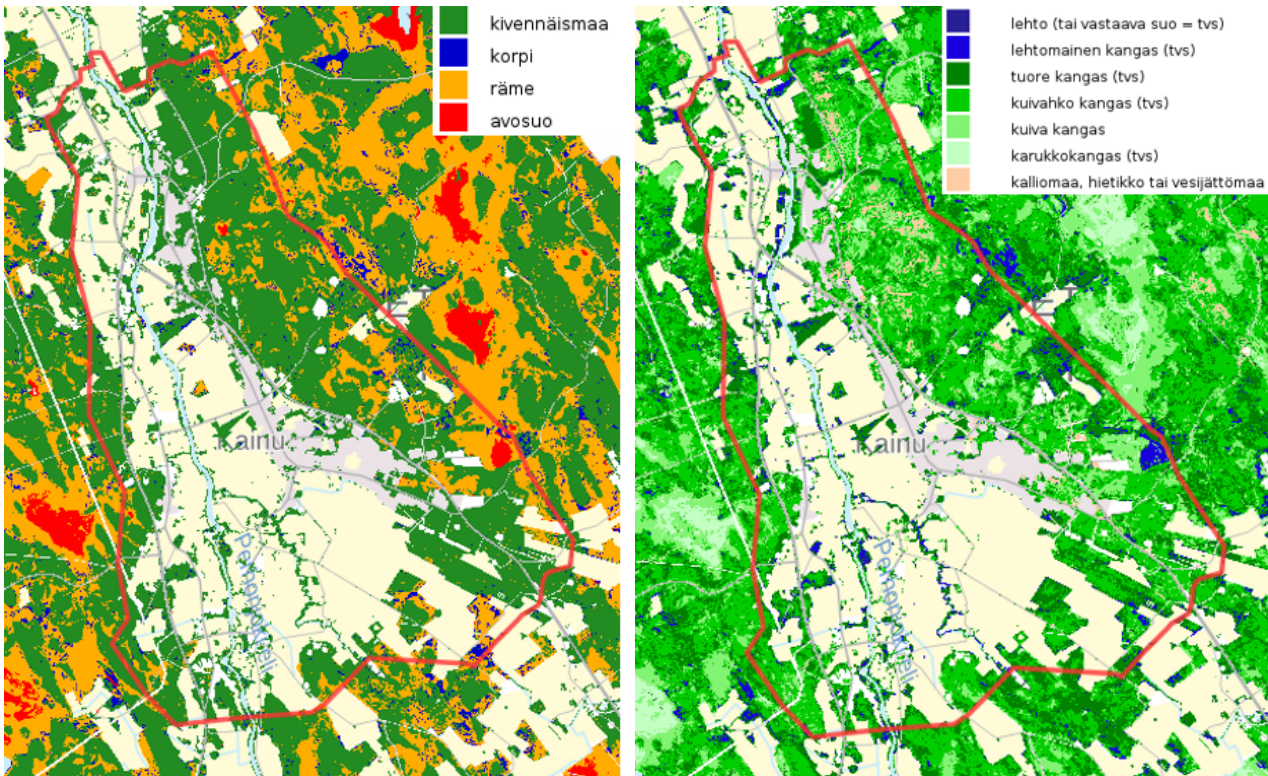 kivennäismaa
korpi
räme
avosuo
Kainu
lehto (tai vastaava suo = tvs)
lehtomainen kangas (tvs)
tuore kangas (tvs)
kuivahko kangas (tvs)
kuiva kangas
karukkokangas (tvs)
kalliomaa, hietikko tai vesijättömaa
Kainu